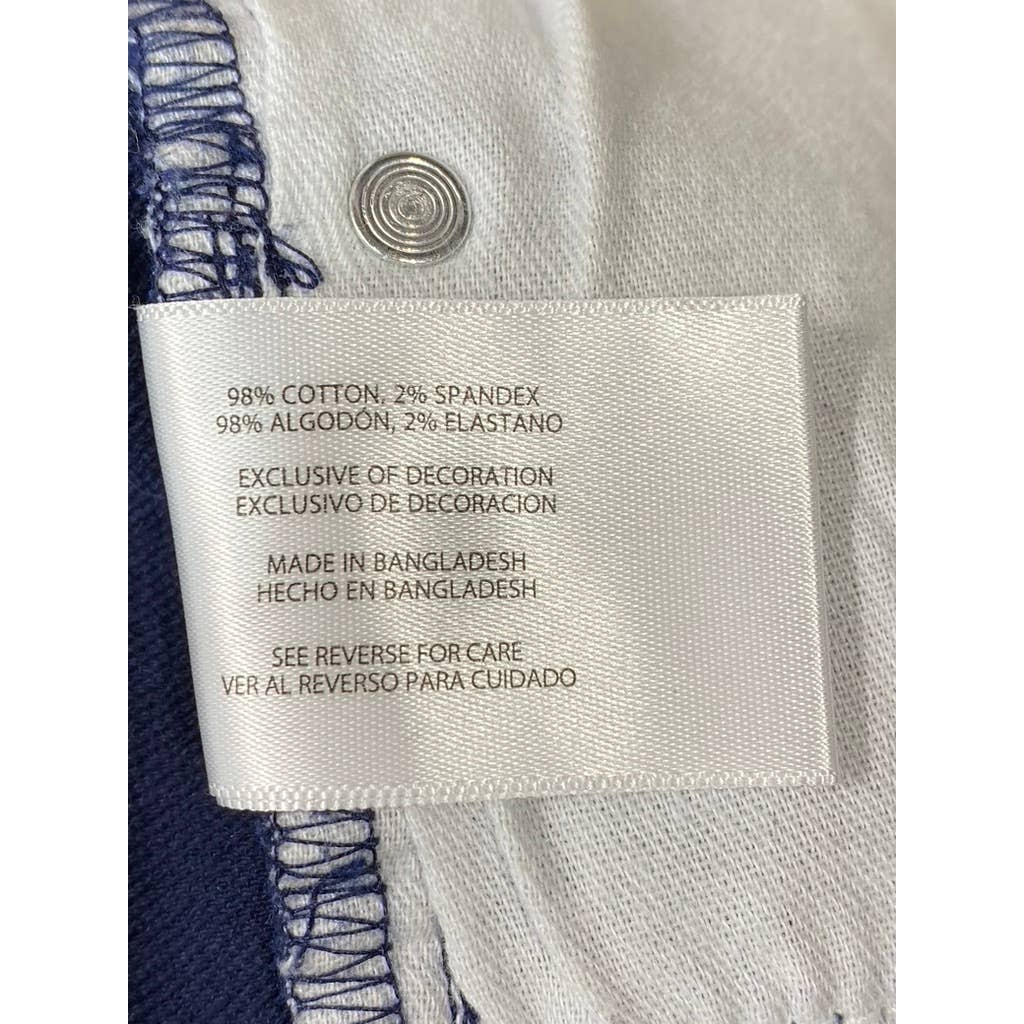 98% COTTON, 2% SPANDEX
98% ALGODÓN, 2% ELASTANO
EXCLUSIVE OF DECORATION
EXCLUSIVO DE DECORACION
MADE IN BANGLADESH
HECHO EN BANGLADESH
SEE REVERSE FOR CARE
VER AL REVERSO PARA CUIDADO